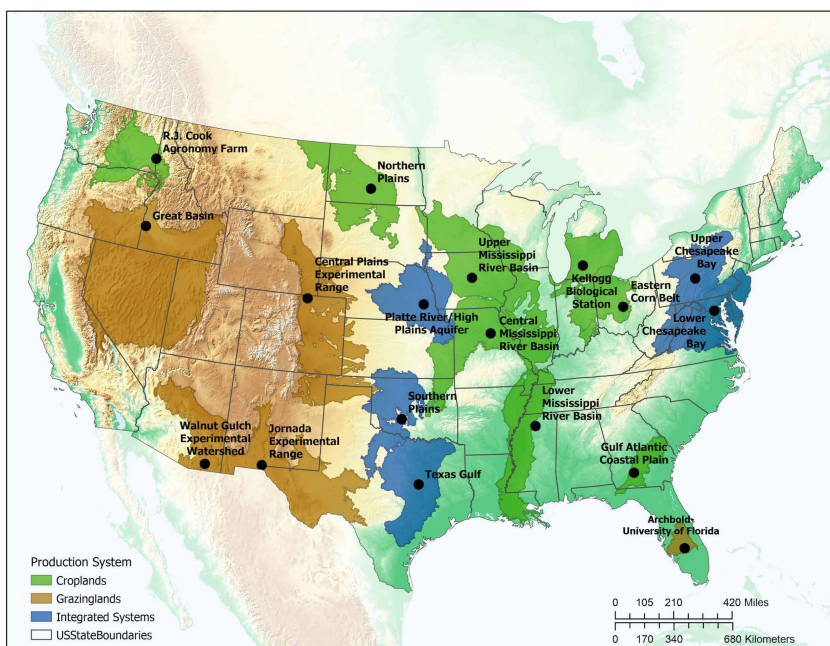 R.J. Cook
Agronomy Farm
Northern
Plains
Great Basin
Central Plains
Experimental
Range
Upper
Mississippi
River Basin
Kellogg
Biological
Station
Eastern
Corn Belt
Upper
Chesapeake
Bay
Platte River/High
Plains Aquifer
Central
Mississippi
River Basin
Lower
Chesapeake
Bay
Southern
Plains
Lower
Mississippi
River Basin
Walnut Gulch
Experimental
Watershed
Jornada
Experimental
Range
Texas Gulf
Gulf Atlantic
Coastal Plain
Archbold-
University of Florida
Production System
Croplands
Grazinglands
Integrated Systems
USStateBoundaries
0 105 210 420 Miles
0 170 340 680 Kilometers